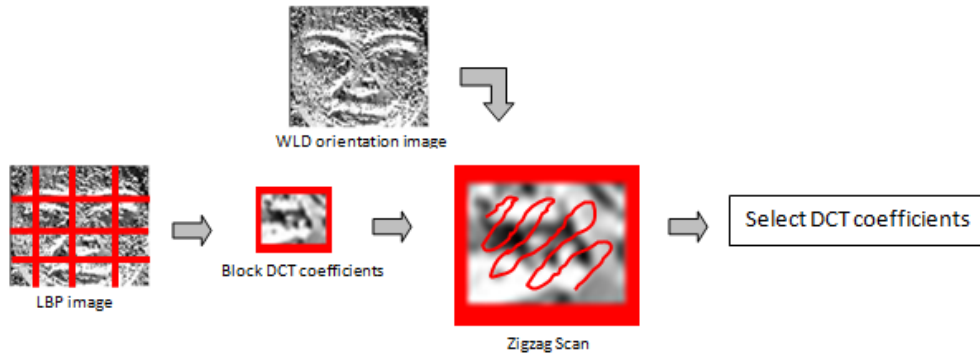 WLD orientation image
LBP image
Block DCT coefficients
Zigzag Scan
Select DCT coefficients